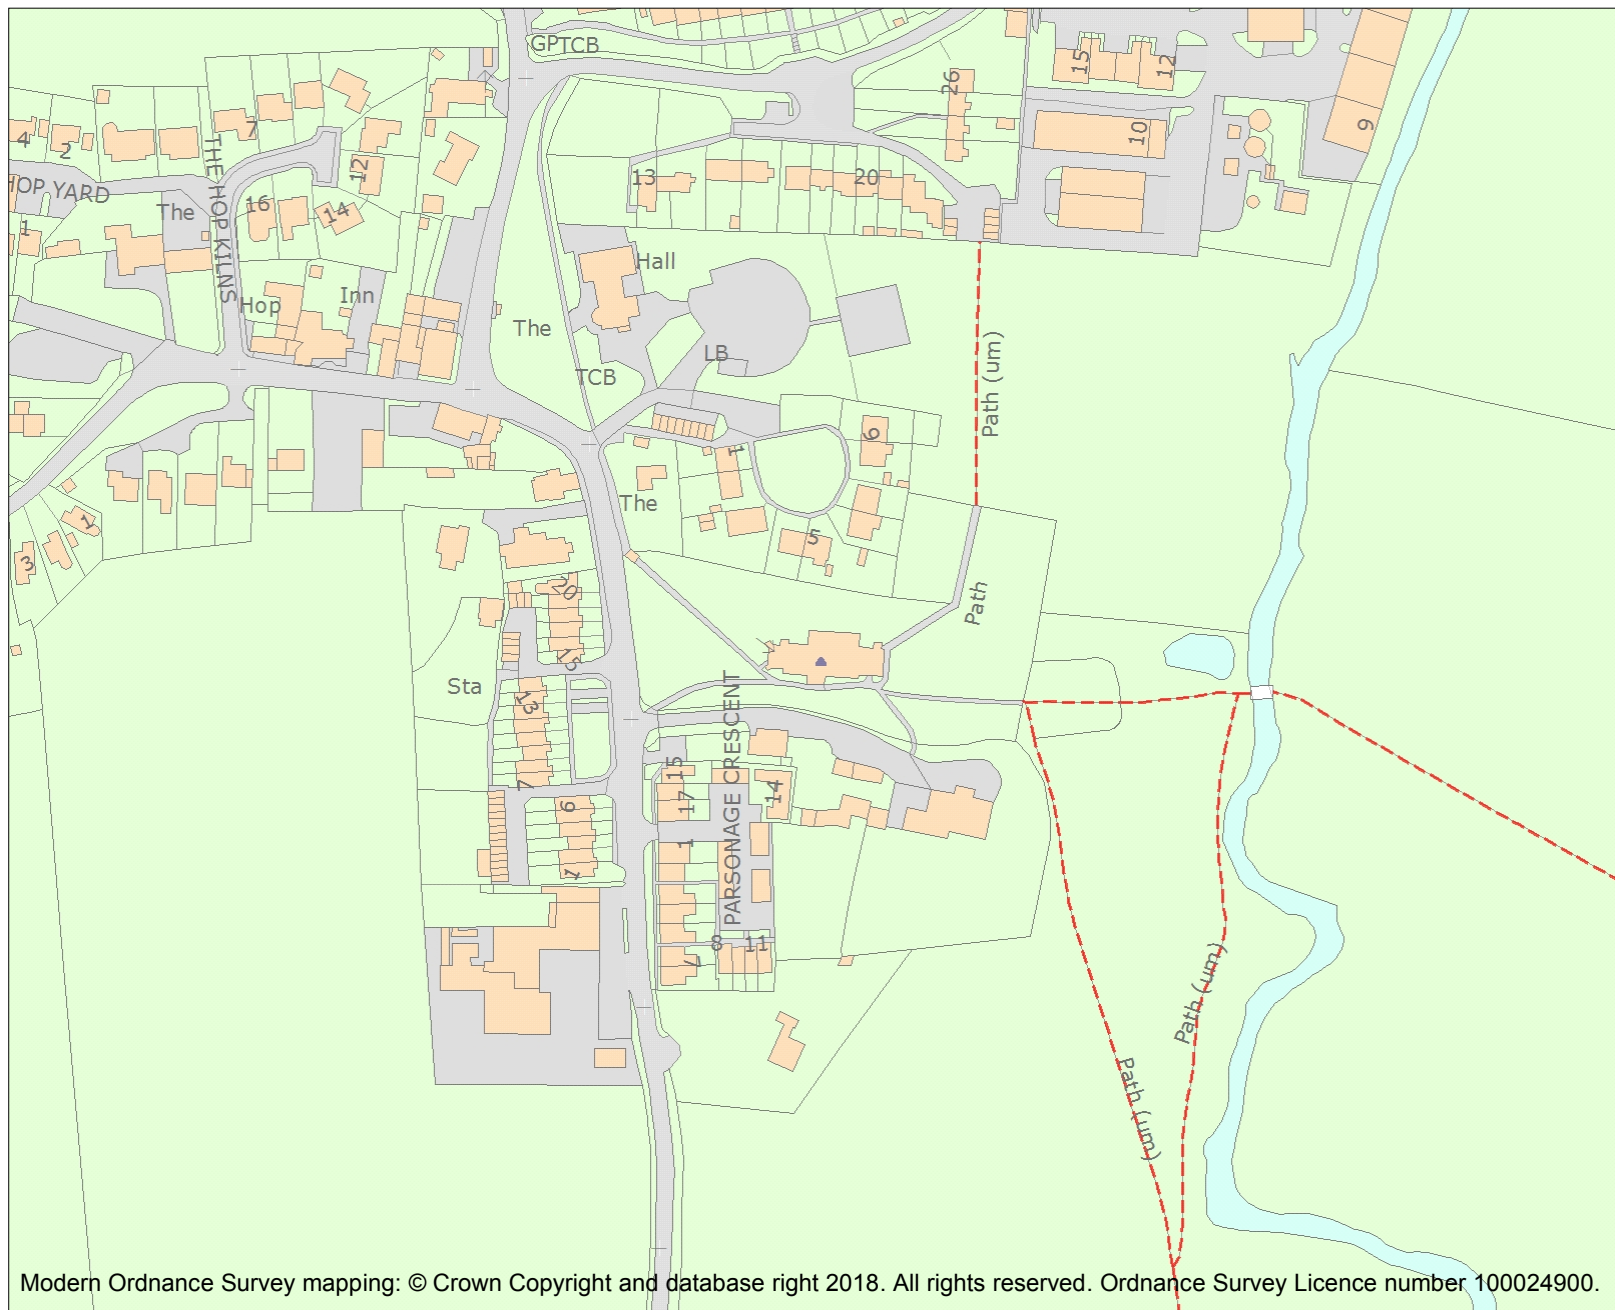 GP TCB
15
12
26
4
2
7
12
10
9
THE HOP KILNS
HOP YARD
The
16
14
13
20
1
Hall
Hop
Inn
The
LB
TCB
Path (um)
1
9
The
5
1
3
20
Path
15
Sta
13
7
6
1
PARSONAGE CRESCENT
15
17
14
1
8
11
7
Path (um)
Path (um)
Modern Ordnance Survey mapping: © Crown Copyright and database right 2018. All rights reserved. Ordnance Survey Licence number 100024900.